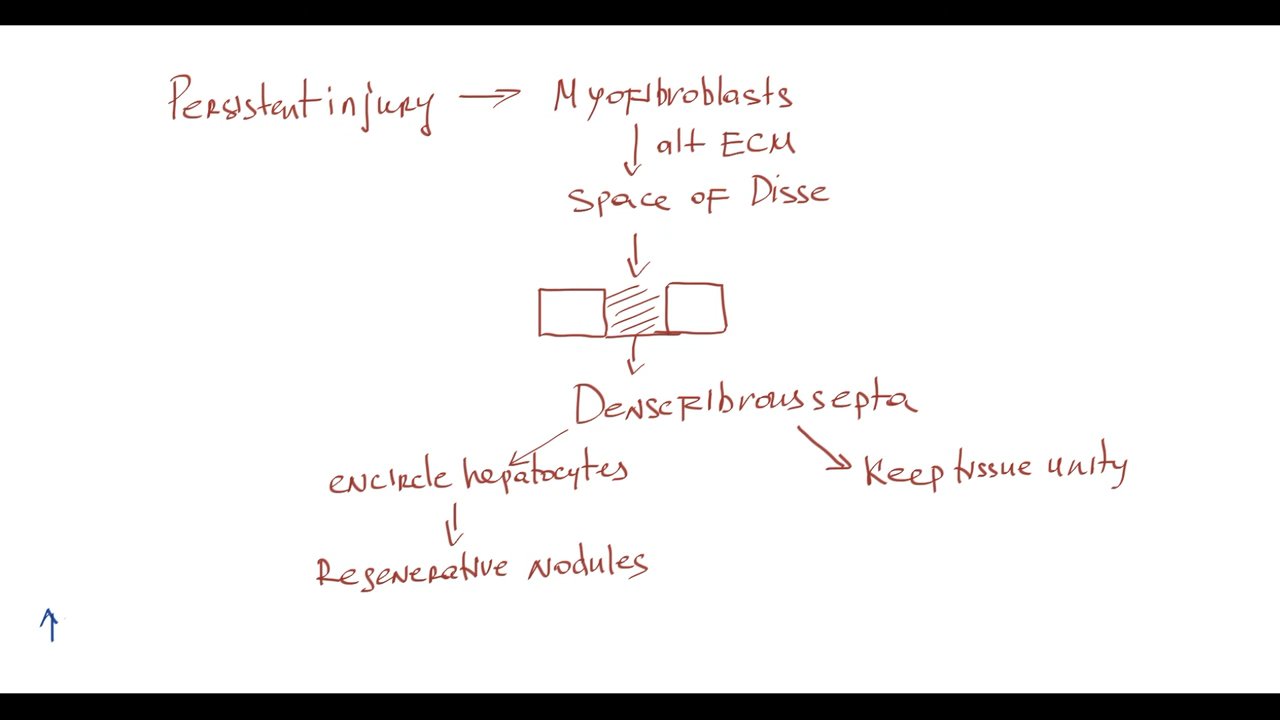 Persistent injury → Myofibroblasts
↓ alt ECM
Space of Disse
↓
↓
Dense fibrous septa
encircle hepatocytes
Keep tissue unity
↓
Regenerative nodules
↑